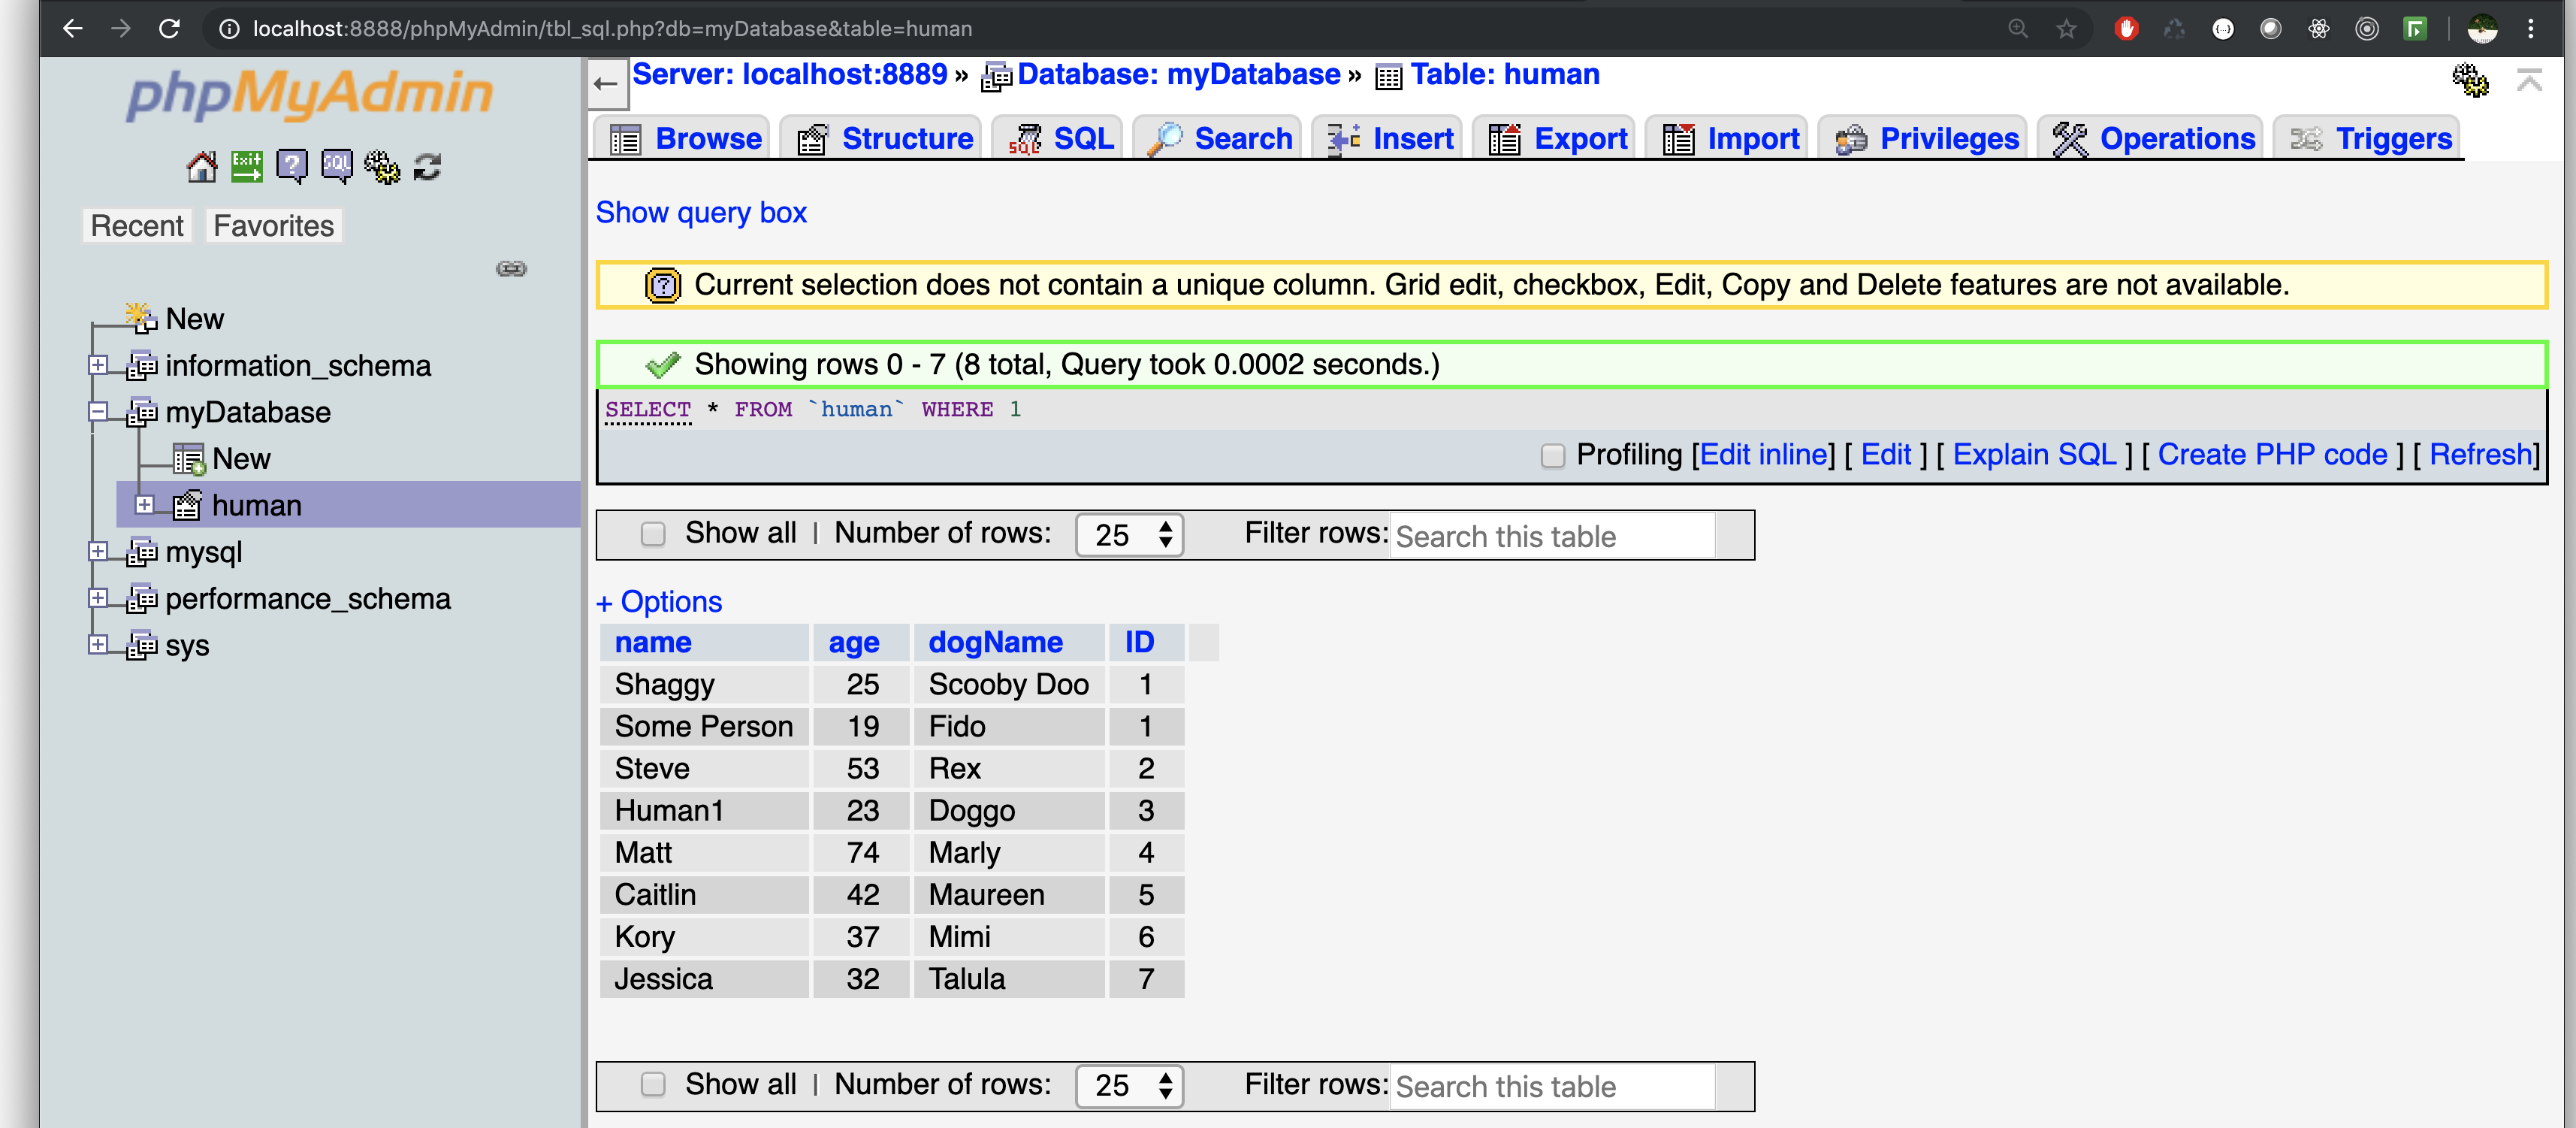 localhost:8888/phpMyAdmin/tbl_sql.php?db=myDatabase&table=human
phpMyAdmin
Exit
?
SQL
Recent Favorites
New
information_schema
myDatabase
New
human
mysql
performance_schema
sys
Server: localhost:8889 » Database: myDatabase » Table: human
Browse Structure SQL Search Insert Export Import Privileges Operations Triggers
Show query box
Current selection does not contain a unique column. Grid edit, checkbox, Edit, Copy and Delete features are not available.
Showing rows 0 - 7 (8 total, Query took 0.0002 seconds.)
SELECT * FROM `human` WHERE 1
Profiling [Edit inline] [ Edit ] [ Explain SQL ] [ Create PHP code ] [ Refresh]
Show all | Number of rows: 25 Filter rows: Search this table
+ Options
name age dogName ID
Shaggy 25 Scooby Doo 1
Some Person 19 Fido 1
Steve 53 Rex 2
Human1 23 Doggo 3
Matt 74 Marly 4
Caitlin 42 Maureen 5
Kory 37 Mimi 6
Jessica 32 Talula 7
Show all | Number of rows: 25 Filter rows: Search this table